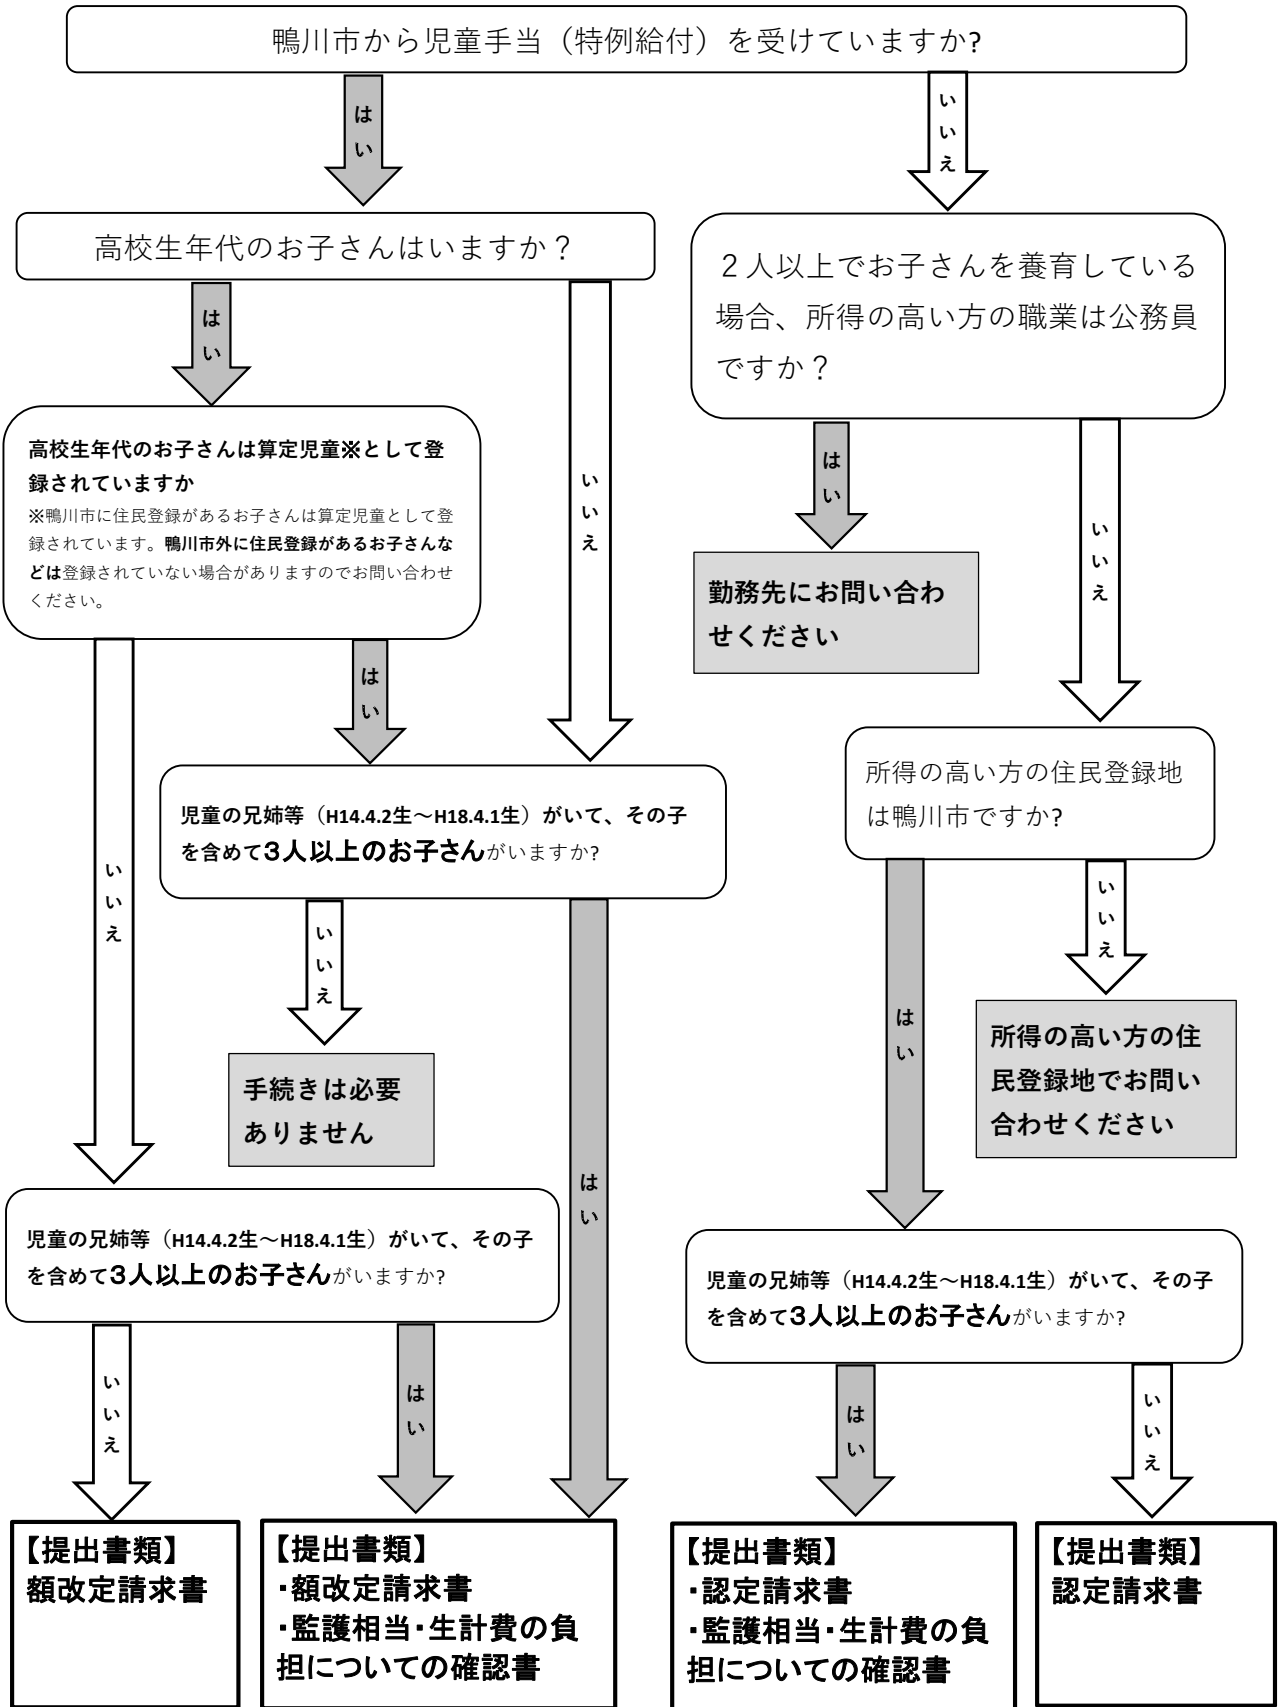 鴨川市から児童手当（特例給付）を受けていますか?
はい
いいえ
高校生年代のお子さんはいますか？
２人以上でお子さんを養育している
場合、所得の高い方の職業は公務員
ですか？
はい
いいえ
高校生年代のお子さんは算定児童※として登
録されていますか
※鴨川市に住民登録があるお子さんは算定児童として登
録されています。鴨川市外に住民登録があるお子さんな
どは登録されていない場合がありますのでお問い合わせ
ください。
はい
いいえ
勤務先にお問い合わ
せください
はい
いいえ
所得の高い方の住民登録地
は鴨川市ですか?
児童の兄姉等（H14.4.2生～H18.4.1生）がいて、その子
を含めて３人以上のお子さんがいますか?
いいえ
はい
いいえ
はい
所得の高い方の住
民登録地でお問い
合わせください
手続きは必要
ありません
児童の兄姉等（H14.4.2生～H18.4.1生）がいて、その子
を含めて３人以上のお子さんがいますか?
児童の兄姉等（H14.4.2生～H18.4.1生）がいて、その子
を含めて３人以上のお子さんがいますか?
いいえ
はい
はい
いいえ
【提出書類】
額改定請求書
【提出書類】
・額改定請求書
・監護相当・生計費の負
担についての確認書
【提出書類】
・認定請求書
・監護相当・生計費の負
担についての確認書
【提出書類】
認定請求書